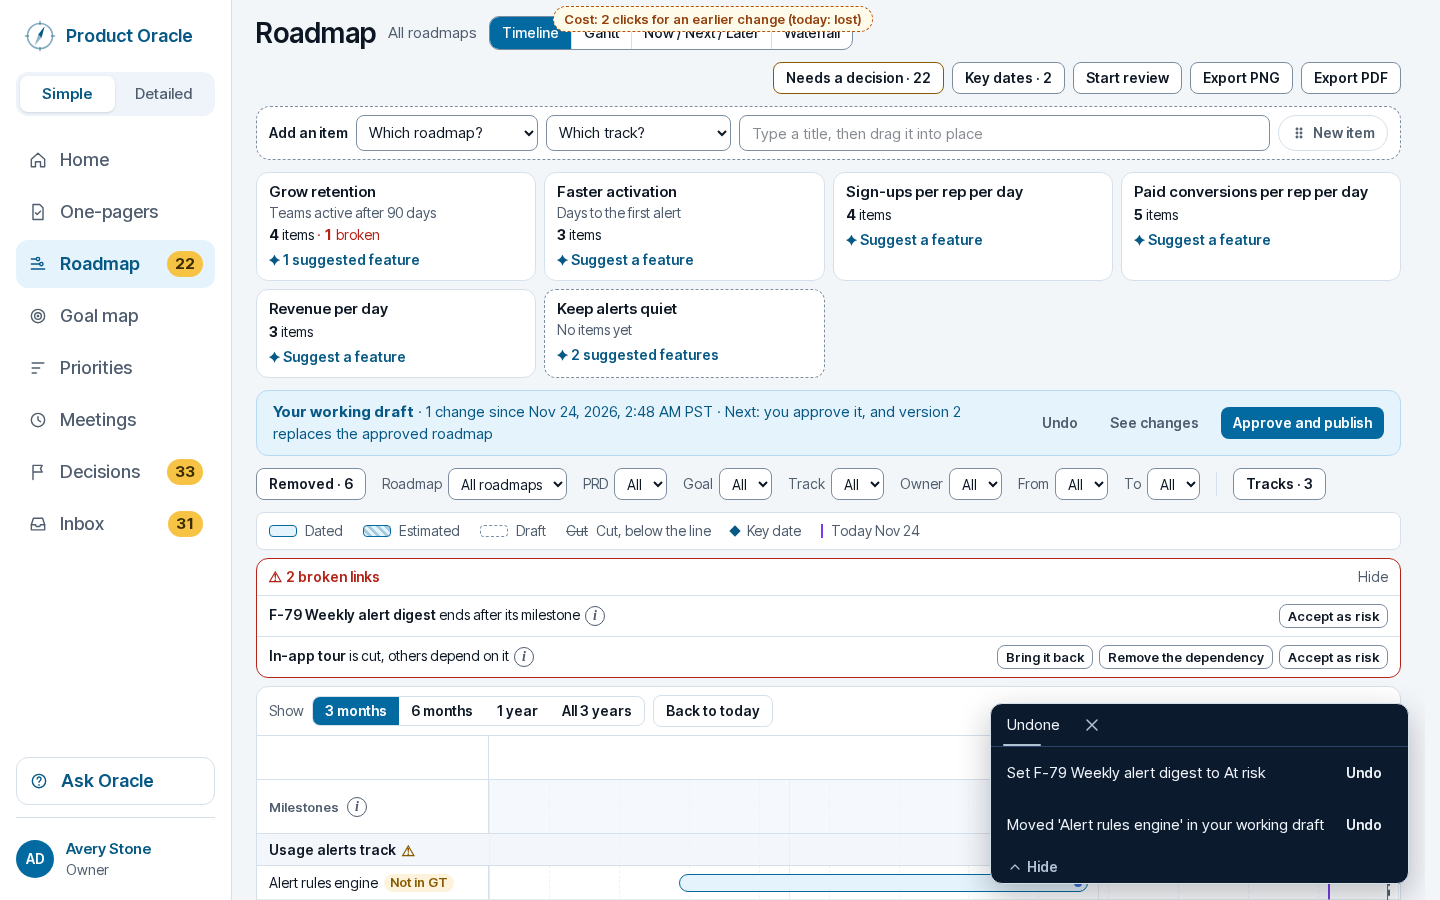 Product Oracle
Simple
Detailed
Home
One-pagers
Roadmap
22
Goal map
Priorities
Meetings
Decisions
33
Inbox
31
Ask Oracle
AD
Avery Stone
Owner
Roadmap
All roadmaps
Cost: 2 clicks for an earlier change (today: lost)
Timeline
Gantt
Now / Next / Later
Waterfall
Needs a decision · 22
Key dates · 2
Start review
Export PNG
Export PDF
Add an item
Which roadmap?
Which track?
Type a title, then drag it into place
New item
Grow retention
Teams active after 90 days
4 items · 1 broken
1 suggested feature
Faster activation
Days to the first alert
3 items
Suggest a feature
Sign-ups per rep per day
4 items
Suggest a feature
Paid conversions per rep per day
5 items
Suggest a feature
Revenue per day
3 items
Suggest a feature
Keep alerts quiet
No items yet
2 suggested features
Your working draft · 1 change since Nov 24, 2026, 2:48 AM PST · Next: you approve it, and version 2
replaces the approved roadmap
Undo
See changes
Approve and publish
Removed · 6
Roadmap
All roadmaps
PRD
All
Goal
All
Track
All
Owner
All
From
All
To
All
Tracks · 3
Dated
Estimated
Draft
Cut
Cut, below the line
Key date
Today Nov 24
2 broken links
Hide
F-79 Weekly alert digest ends after its milestone
i
Accept as risk
In-app tour is cut, others depend on it
i
Bring it back
Remove the dependency
Accept as risk
Show
3 months
6 months
1 year
All 3 years
Back to today
Milestones
i
Usage alerts track
Alert rules engine
Not in GT
Undone
Set F-79 Weekly alert digest to At risk
Undo
Moved 'Alert rules engine' in your working draft
Undo
Hide